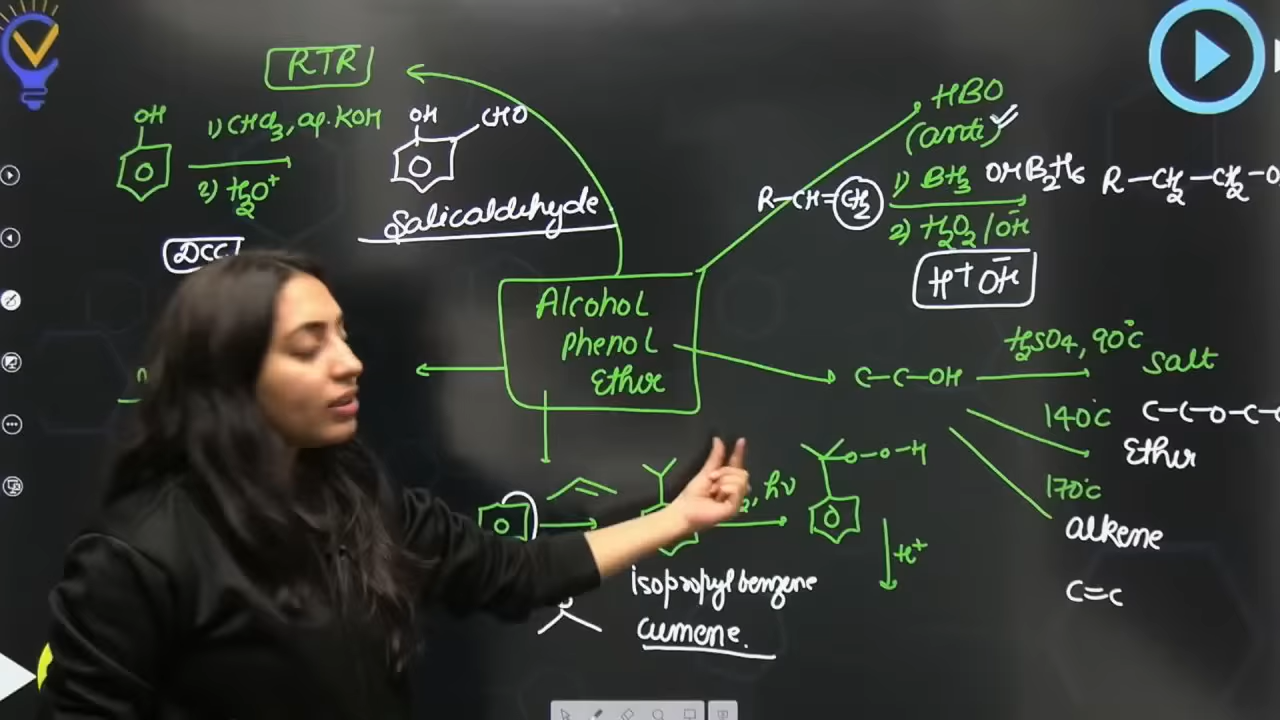 RTR
OH
1) CHCl3, aq. KOH
2) H3O+
OH
CHO
Salicaldehyde
DCC
HBO
(anti)
R-CH=CH2
1) BH3 OR B2H6
2) H2O2/OH-
R-CH2-CH2-O
H+OH-
Alcohol
Phenol
Ether
C-C-OH
H2SO4, 90°C
Salt
140°C
C-C-O-C-C
Ether
170°C
alkene
C=C
hν
O-O-H
H+
isopropyl benzene
cumene.